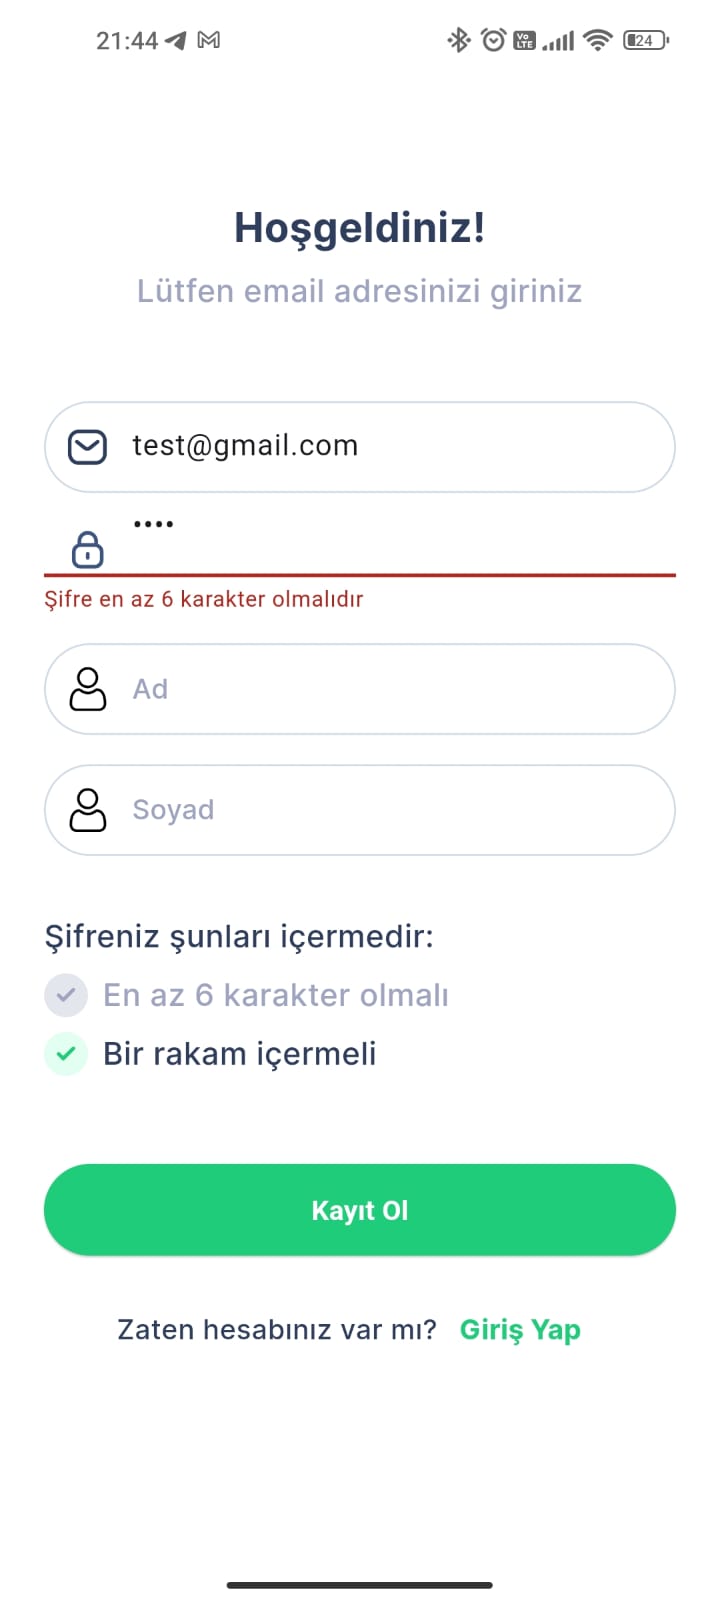 21:44
Vo LTE
24
Hoşgeldiniz!
Lütfen email adresinizi giriniz
test@gmail.com
••••
Şifre en az 6 karakter olmalıdır
Ad
Soyad
Şifreniz şunları içermedir:
En az 6 karakter olmalı
Bir rakam içermeli
Kayıt Ol
Zaten hesabınız var mı? Giriş Yap